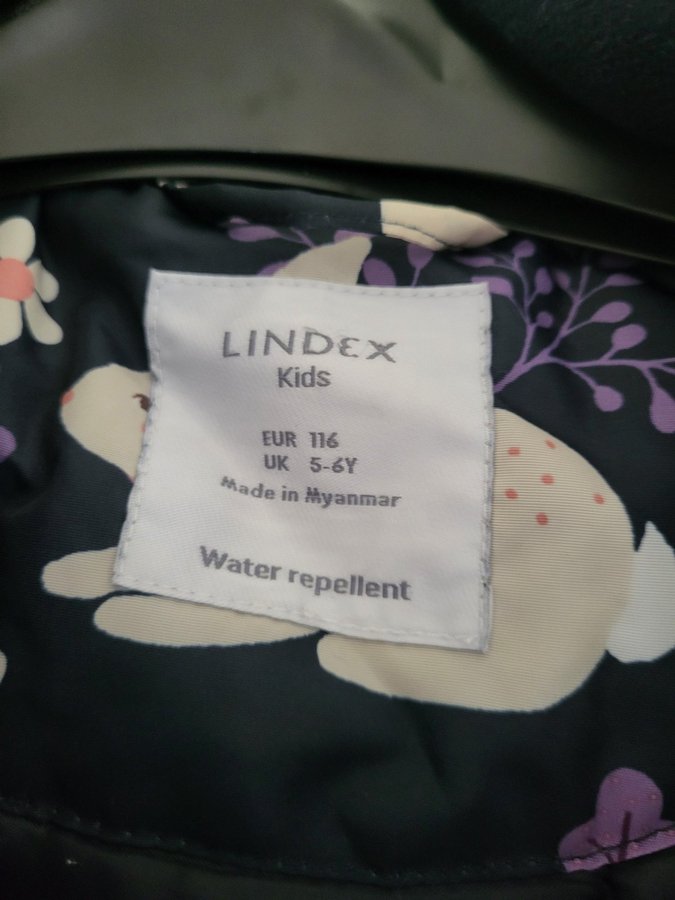 LINDEX
Kids
EUR 116
UK 5-6Y
Made in Myanmar
Water repellent